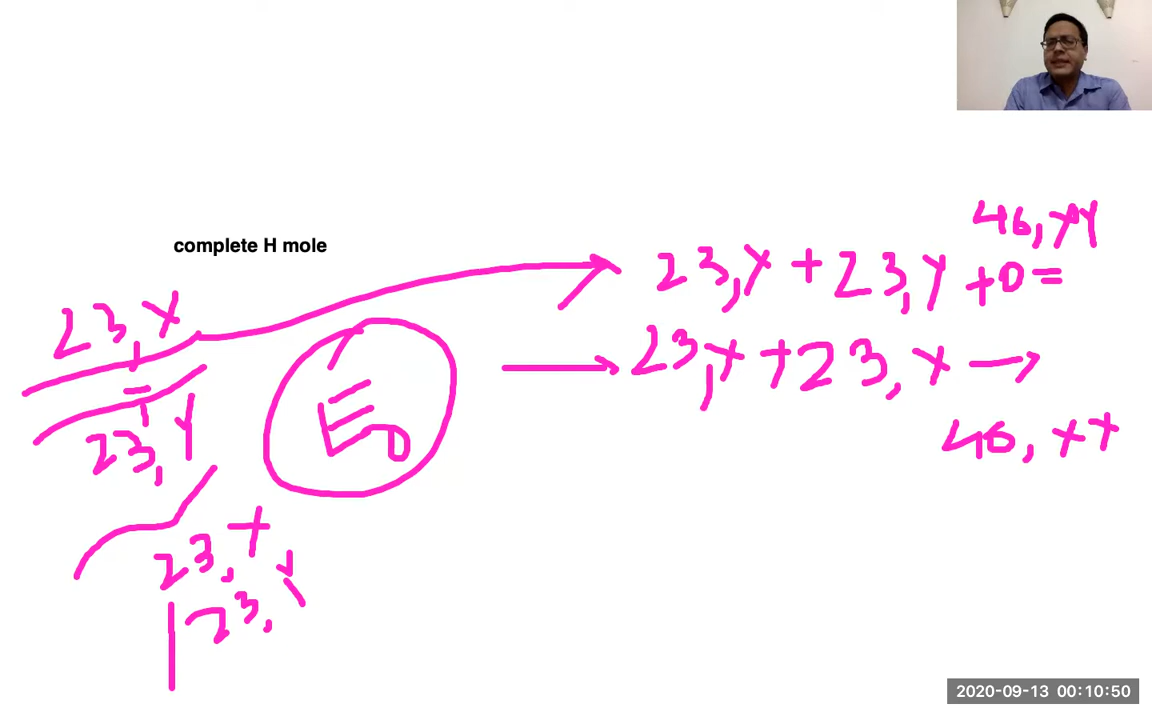 complete H mole
46, XY
23, X + 23, Y + 0 =
23, X
23, X + 23, X →
46, XX
E0
23, Y
23, X
23, Y
2020-09-13 00:10:50